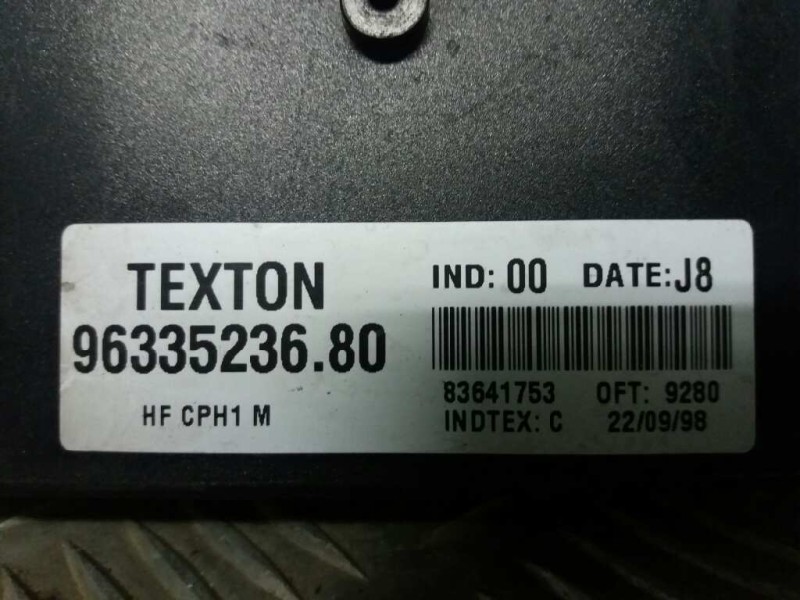 TEXTON
96335236.80
HF CPH1 M
IND: 00 DATE: J8
83641753 OFT: 9280
INDTEX: C 22/09/98